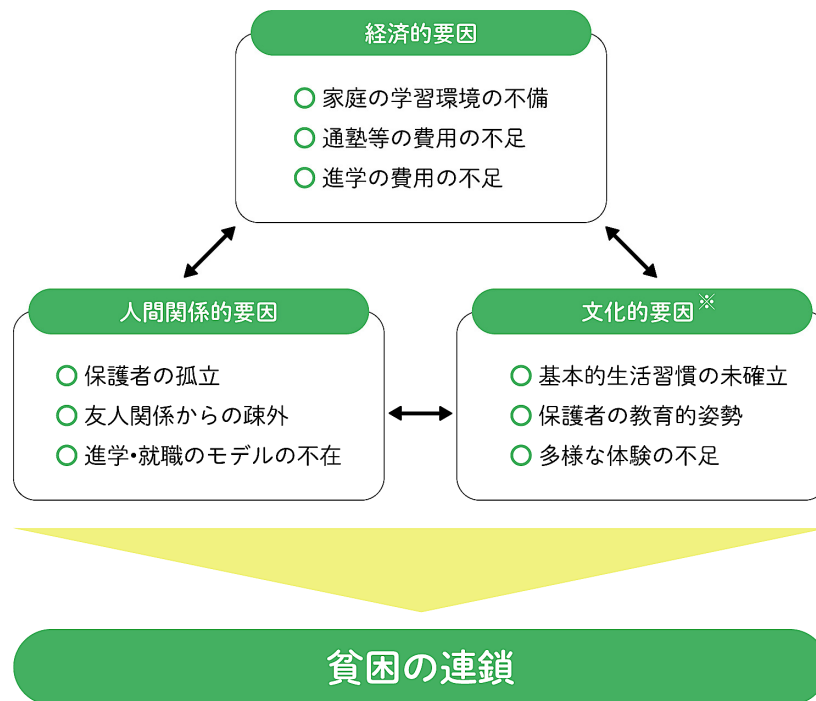 経済的要因
家庭の学習環境の不備
通塾等の費用の不足
進学の費用の不足
人間関係的要因
保護者の孤立
友人関係からの疎外
進学・就職のモデルの不在
文化的要因※
基本的生活習慣の未確立
保護者の教育的姿勢
多様な体験の不足
貧困の連鎖